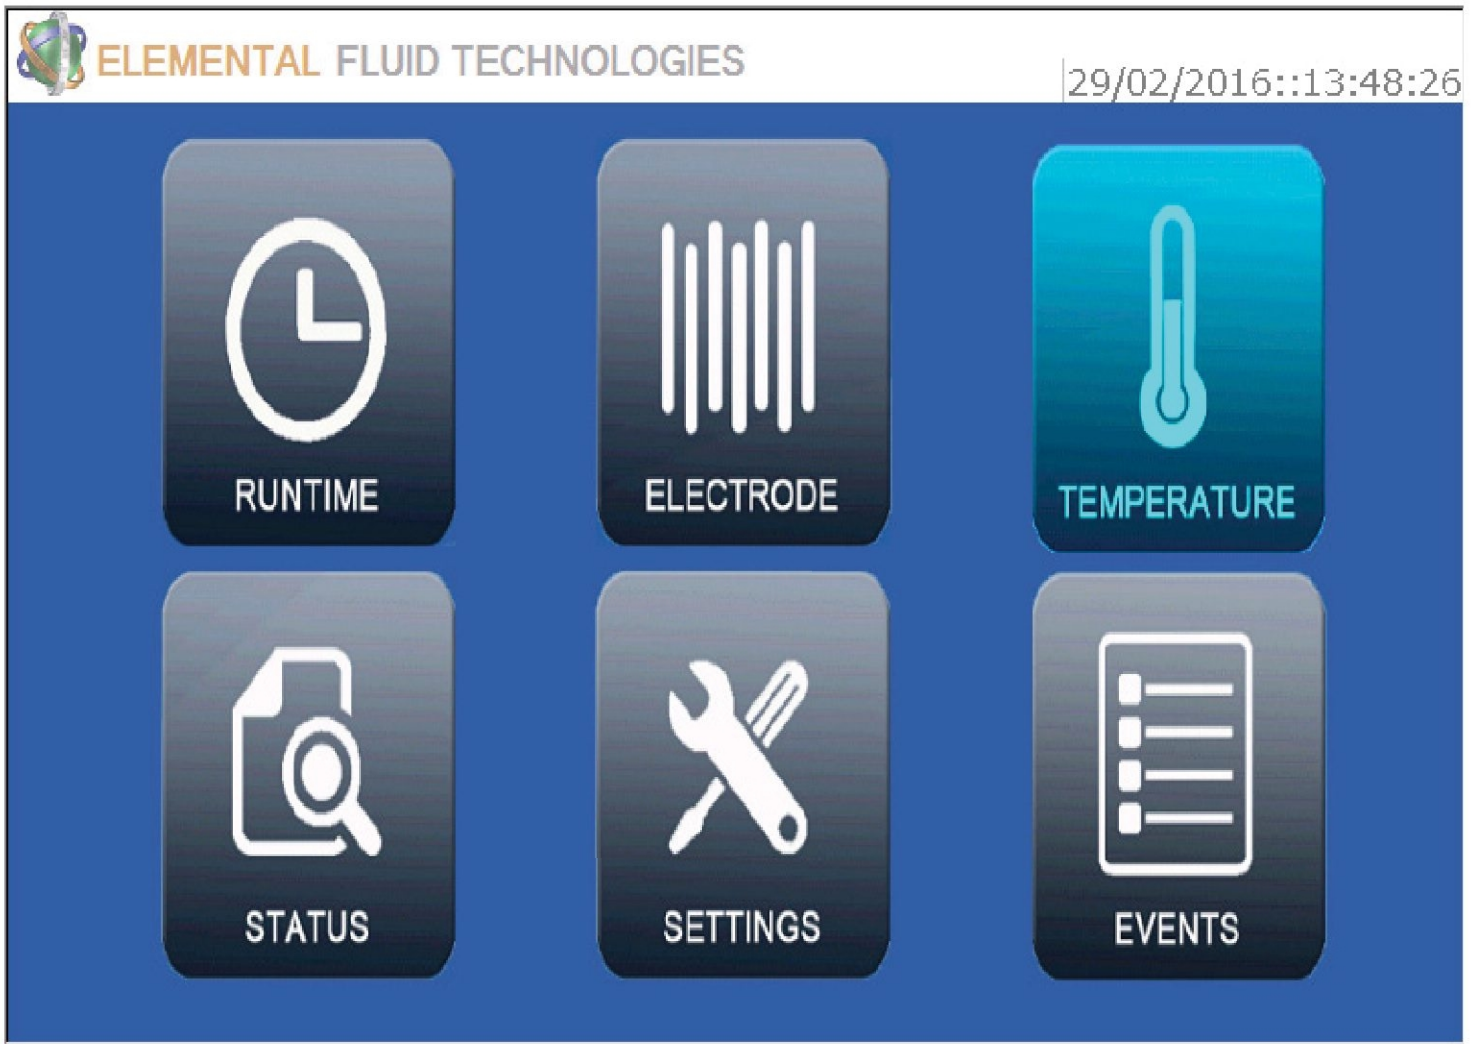 ELEMENTAL FLUID TECHNOLOGIES
29/02/2016::13:48:26
RUNTIME
ELECTRODE
TEMPERATURE
STATUS
SETTINGS
EVENTS